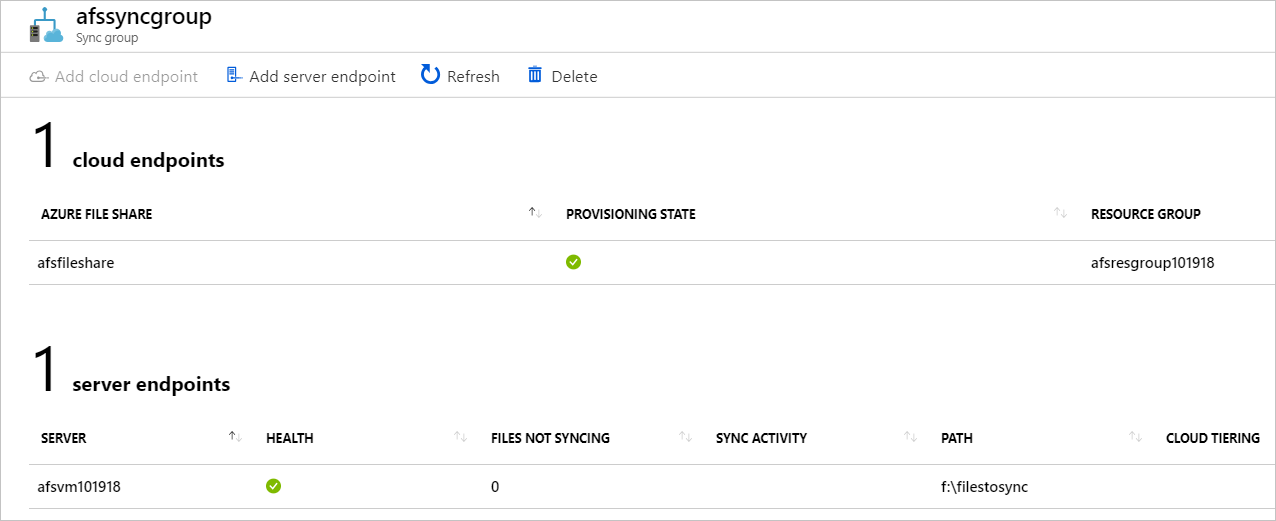 afssyncgroup
Sync group
Add cloud endpoint Add server endpoint Refresh Delete
1 cloud endpoints
AZURE FILE SHARE PROVISIONING STATE RESOURCE GROUP
afsfileshare afsresgroup101918
1 server endpoints
SERVER HEALTH FILES NOT SYNCING SYNC ACTIVITY PATH CLOUD TIERING
afsvm101918 0 f:\filestosync